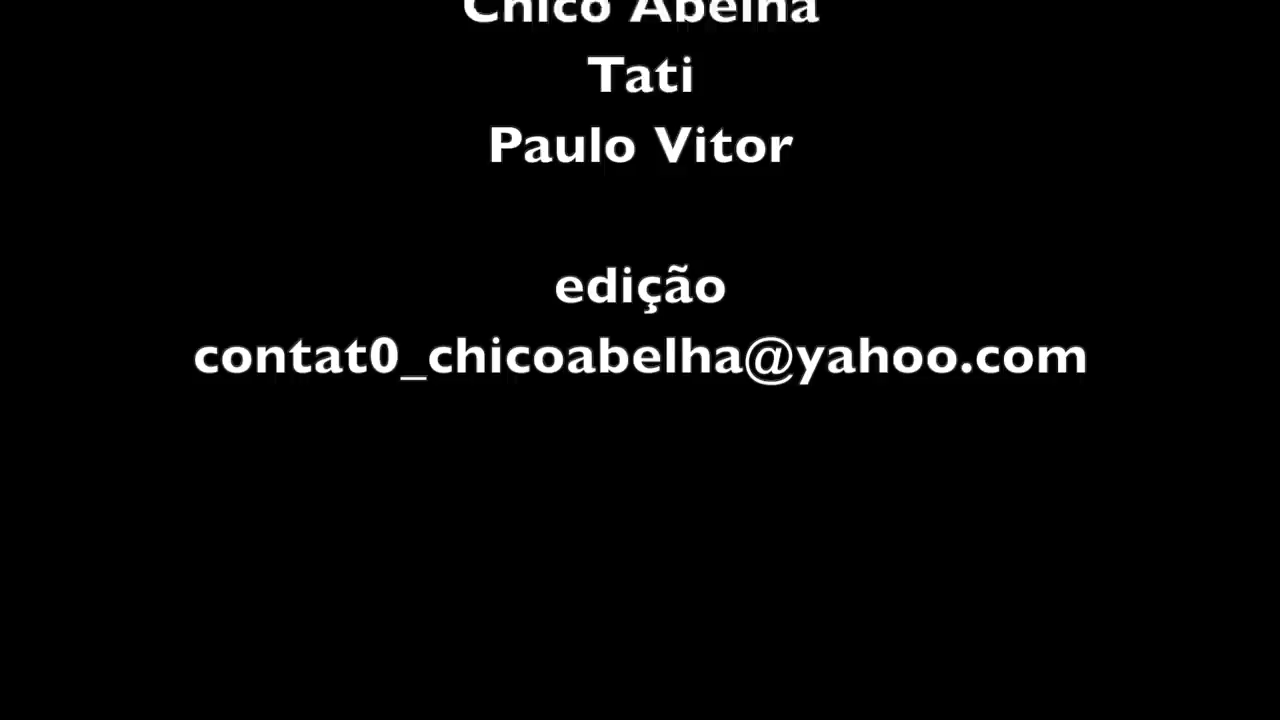 Chico Abelha
Tati
Paulo Vitor
edição
contat0_chicoabelha@yahoo.com